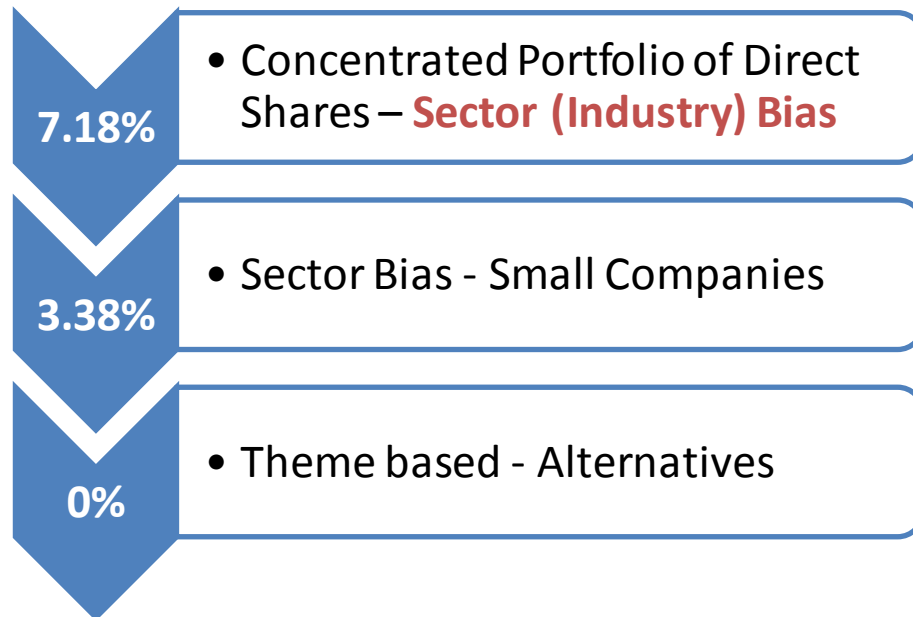 7.18%
• Concentrated Portfolio of Direct
Shares – Sector (Industry) Bias
3.38%
• Sector Bias - Small Companies
0%
• Theme based - Alternatives